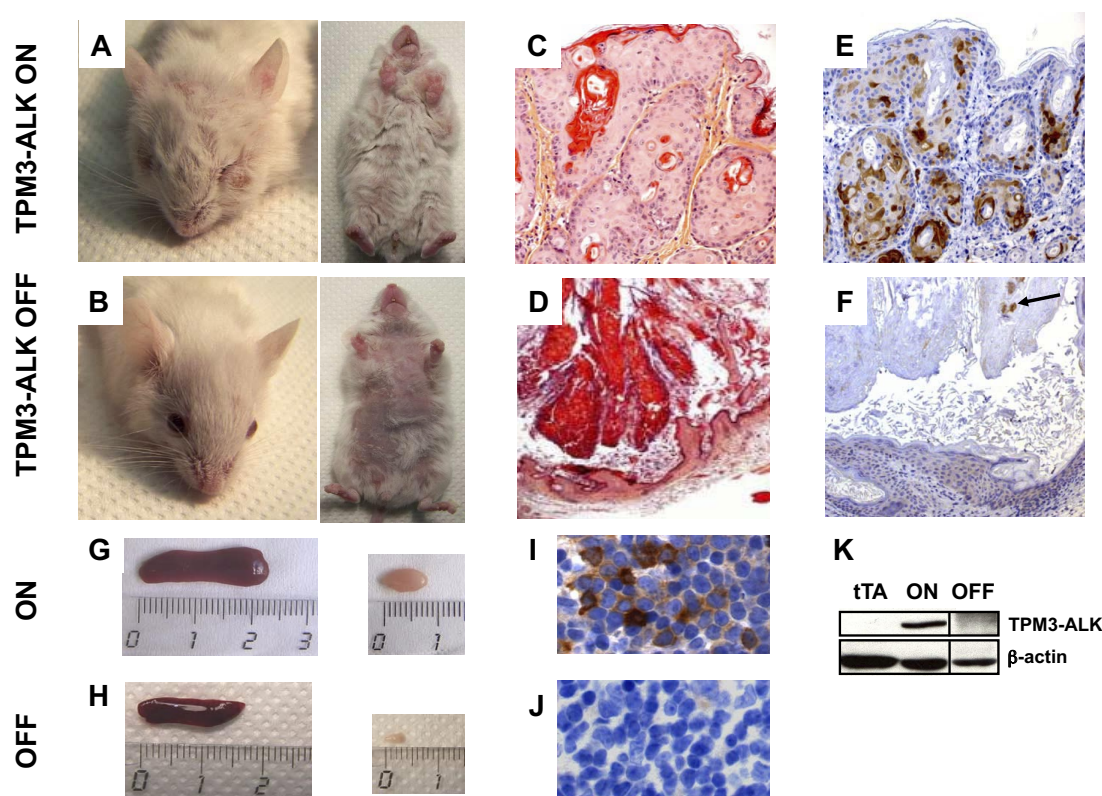 TPM3-ALK ON
A
C
E
TPM3-ALK OFF
B
D
F
ON
G
0 1 2 3
0 1
I
K
tTA ON OFF
TPM3-ALK
β-actin
OFF
H
0 1 2
0 1
J